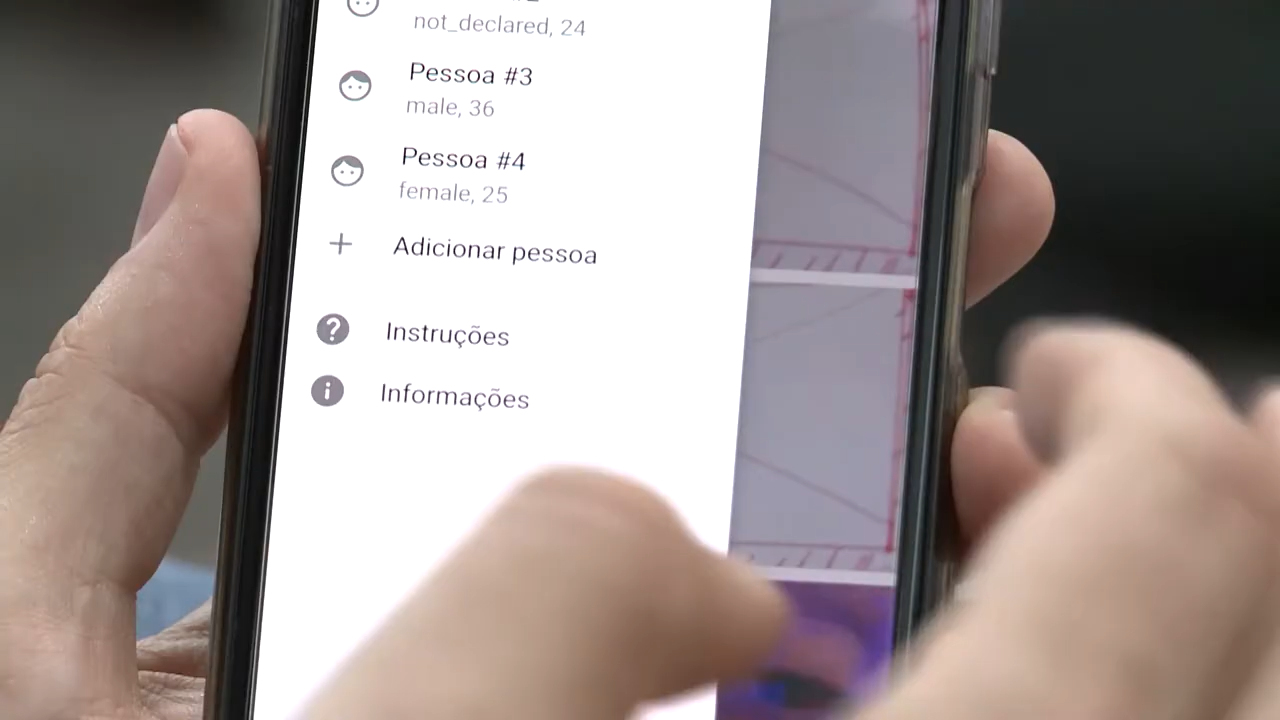 not_declared, 24
Pessoa #3
male, 36
Pessoa #4
female, 25
Adicionar pessoa
Instruções
Informações